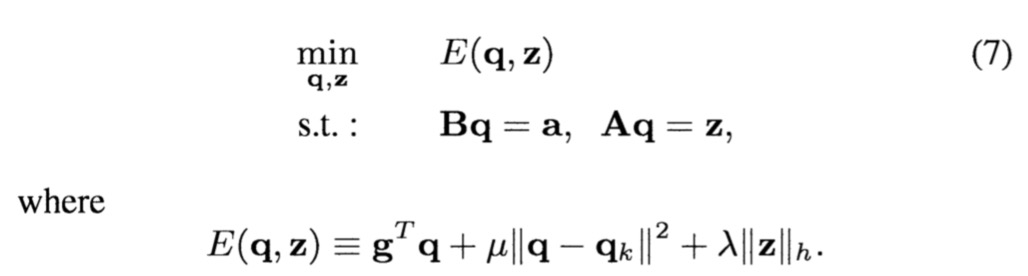 min q,z E(q, z) (7)
s.t. : Bq = a, Aq = z,
where
E(q, z) ≡ g^T q + μ‖q − q_k‖² + λ‖z‖_h.